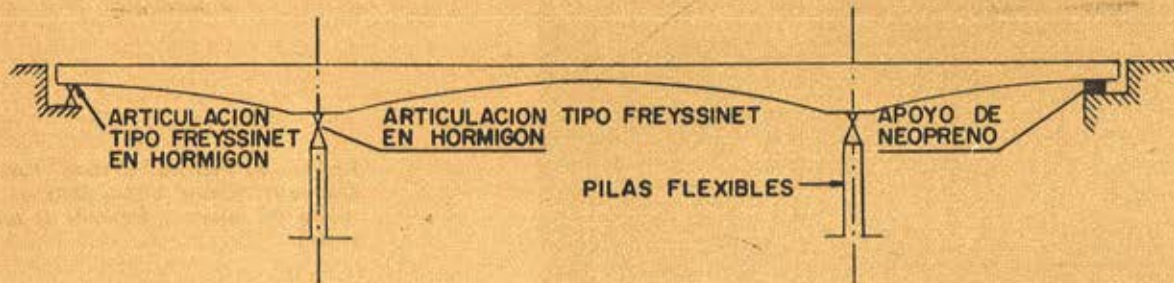 ARTICULACION
TIPO FREYSSINET
EN HORMIGON
ARTICULACION TIPO FREYSSINET
EN HORMIGON
APOYO DE
NEOPRENO
PILAS FLEXIBLES